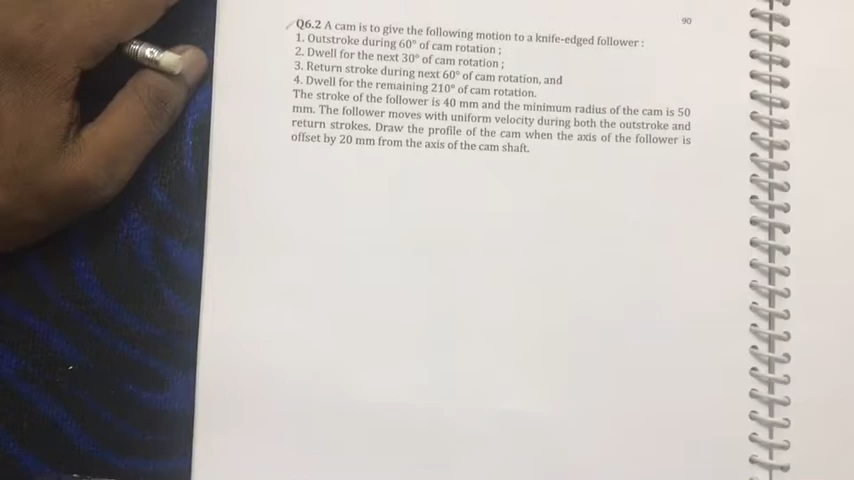 90
Q6.2 A cam is to give the following motion to a knife-edged follower :
1. Outstroke during 60° of cam rotation ;
2. Dwell for the next 30° of cam rotation ;
3. Return stroke during next 60° of cam rotation, and
4. Dwell for the remaining 210° of cam rotation.
The stroke of the follower is 40 mm and the minimum radius of the cam is 50
mm. The follower moves with uniform velocity during both the outstroke and
return strokes. Draw the profile of the cam when the axis of the follower is
offset by 20 mm from the axis of the cam shaft.